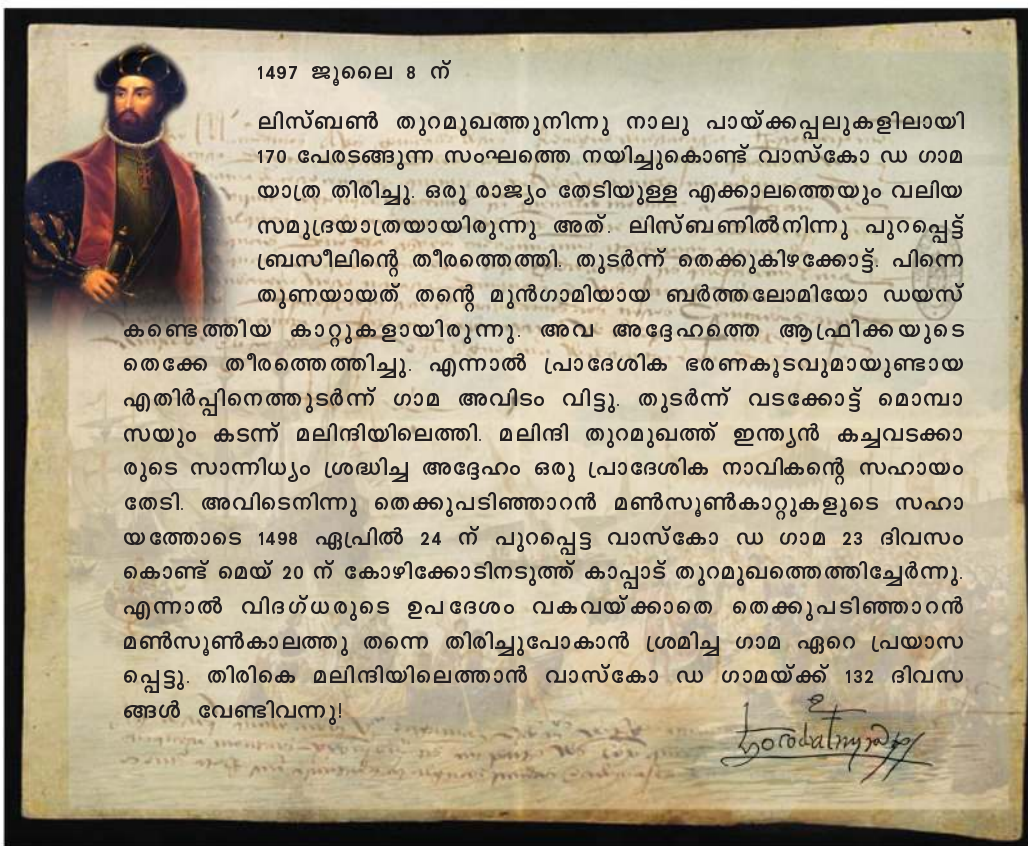 1497 ജൂലൈ 8 ന്
ലിസ്ബൺ തുറമുഖത്തുനിന്നു നാലു പായ്ക്കപ്പലുകളിലായി
170 പേരടങ്ങുന്ന സംഘത്തെ നയിച്ചുകൊണ്ട് വാസ്കോ ഡ ഗാമ
യാത്ര തിരിച്ചു. ഒരു രാജ്യം തേടിയുള്ള എക്കാലത്തെയും വലിയ
സമുദ്രയാത്രയായിരുന്നു അത്. ലിസ്ബണിൽനിന്നു പുറപ്പെട്ട്
ബ്രസീലിന്റെ തീരത്തെത്തി. തുടർന്ന് തെക്കുകിഴക്കോട്ട്. പിന്നെ
തുണയായത് തന്റെ മുൻഗാമിയായ ബർത്തലോമിയോ ഡയസ്
കണ്ടെത്തിയ കാറ്റുകളായിരുന്നു. അവ അദ്ദേഹത്തെ ആഫ്രിക്കയുടെ
തെക്കേ തീരത്തെത്തിച്ചു. എന്നാൽ പ്രാദേശിക ഭരണകൂടവുമായുണ്ടായ
എതിർപ്പിനെത്തുടർന്ന് ഗാമ അവിടം വിട്ടു. തുടർന്ന് വടക്കോട്ട് മൊമ്പാ
സയും കടന്ന് മലിന്ദിയിലെത്തി. മലിന്ദി തുറമുഖത്ത് ഇന്ത്യൻ കച്ചവടക്കാ
രുടെ സാന്നിധ്യം ശ്രദ്ധിച്ച അദ്ദേഹം ഒരു പ്രാദേശിക നാവികന്റെ സഹായം
തേടി. അവിടെനിന്നു തെക്കുപടിഞ്ഞാറൻ മൺസൂൺകാറ്റുകളുടെ സഹാ
യത്തോടെ 1498 ഏപ്രിൽ 24 ന് പുറപ്പെട്ട വാസ്കോ ഡ ഗാമ 23 ദിവസം
കൊണ്ട് മെയ് 20 ന് കോഴിക്കോടിനടുത്ത് കാപ്പാട് തുറമുഖത്തെത്തിച്ചേർന്നു.
എന്നാൽ വിദഗ്ധരുടെ ഉപദേശം വകവയ്ക്കാതെ തെക്കുപടിഞ്ഞാറൻ
മൺസൂൺകാലത്തു തന്നെ തിരിച്ചുപോകാൻ ശ്രമിച്ച ഗാമ ഏറെ പ്രയാസ
പ്പെട്ടു. തിരികെ മലിന്ദിയിലെത്താൻ വാസ്കോ ഡ ഗാമയ്ക്ക് 132 ദിവസ
ങ്ങൾ വേണ്ടിവന്നു!